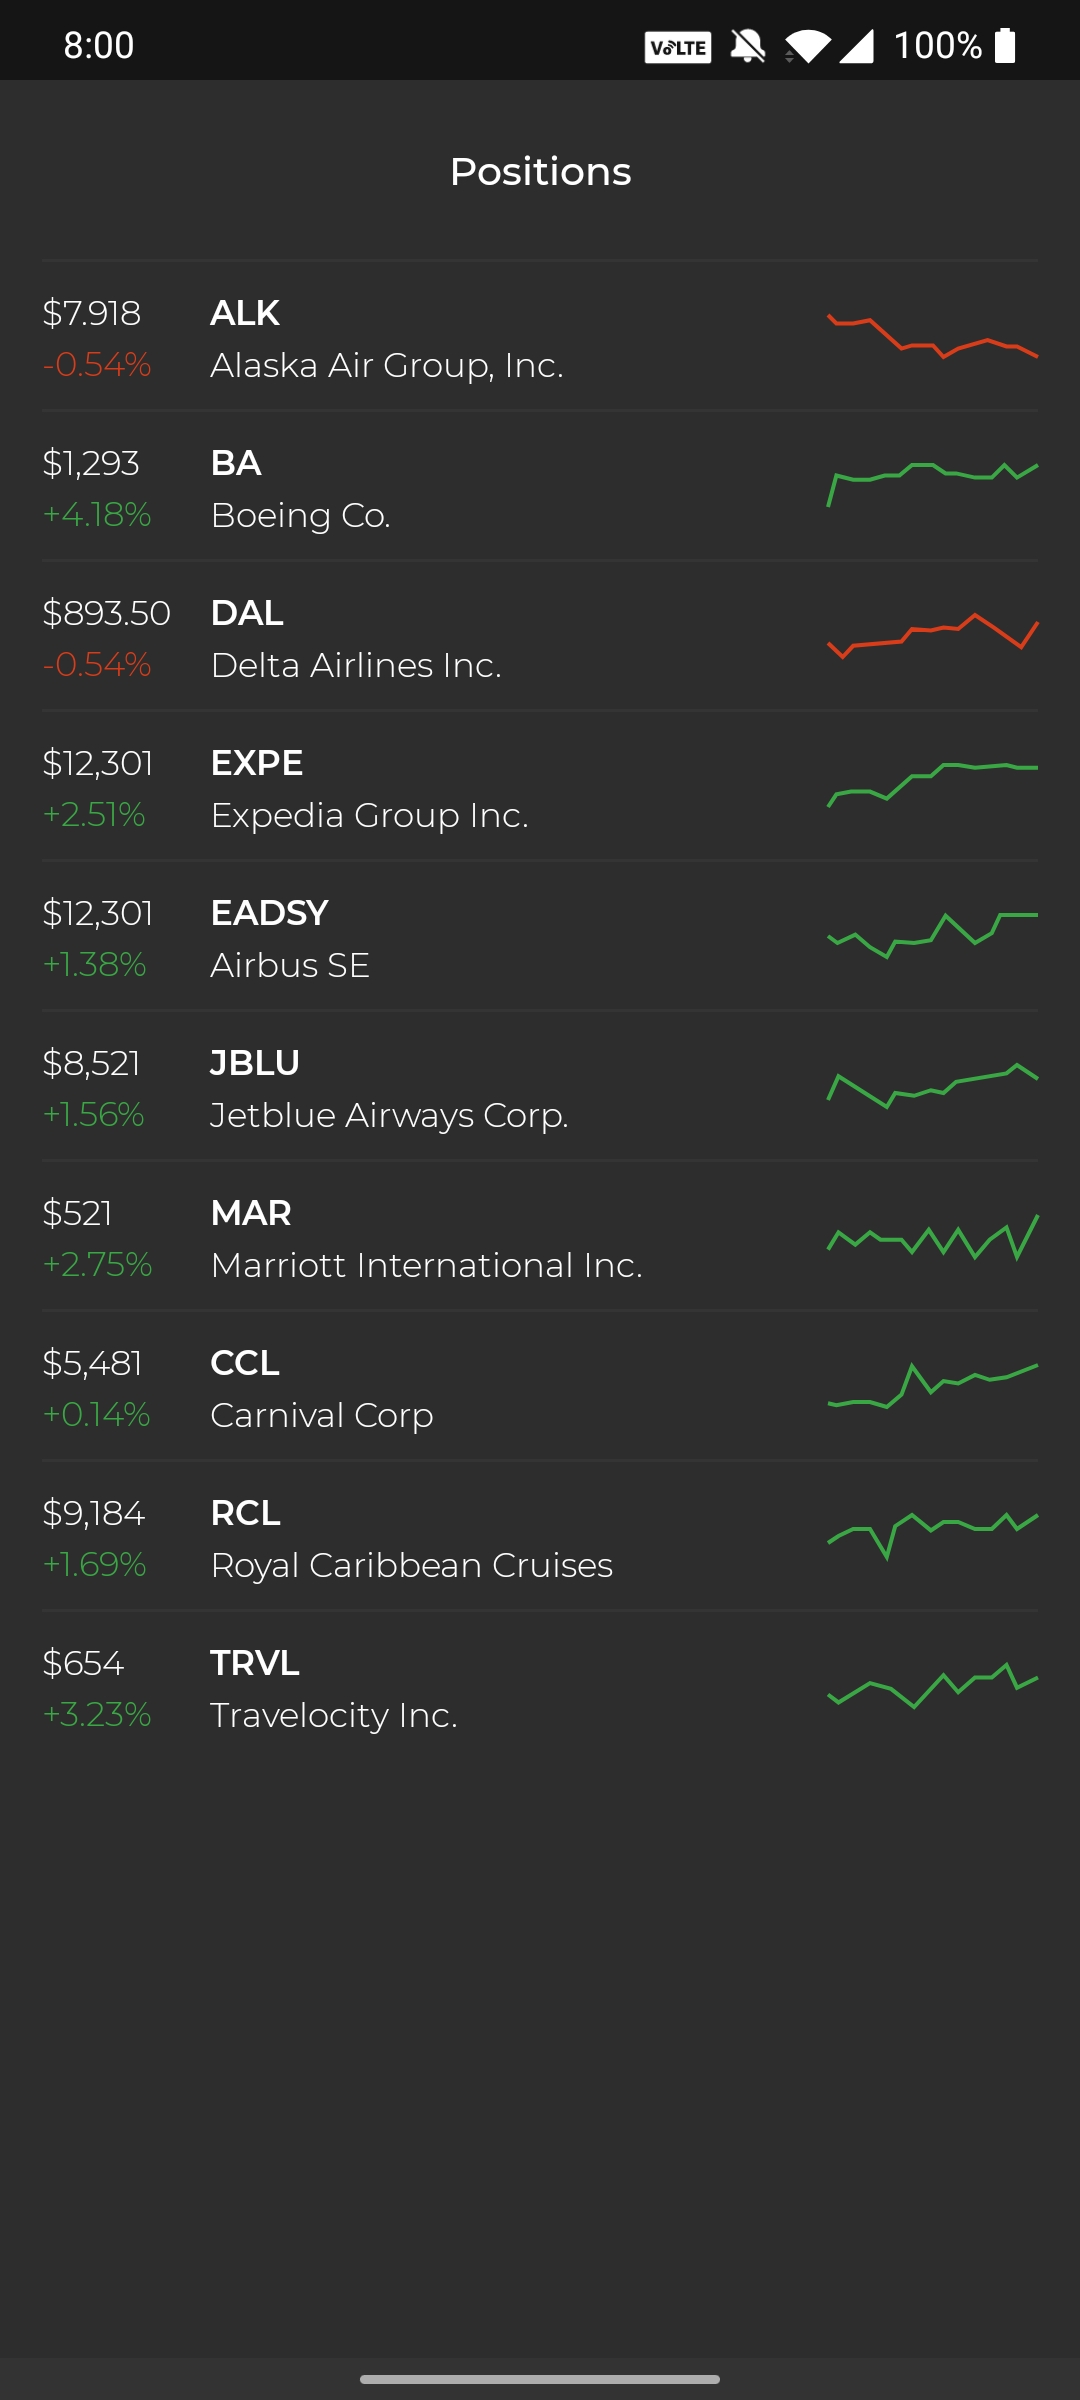 8:00 VoLTE 100%
Positions
$7.918 ALK
-0.54% Alaska Air Group, Inc.
$1,293 BA
+4.18% Boeing Co.
$893.50 DAL
-0.54% Delta Airlines Inc.
$12,301 EXPE
+2.51% Expedia Group Inc.
$12,301 EADSY
+1.38% Airbus SE
$8,521 JBLU
+1.56% Jetblue Airways Corp.
$521 MAR
+2.75% Marriott International Inc.
$5,481 CCL
+0.14% Carnival Corp
$9,184 RCL
+1.69% Royal Caribbean Cruises
$654 TRVL
+3.23% Travelocity Inc.